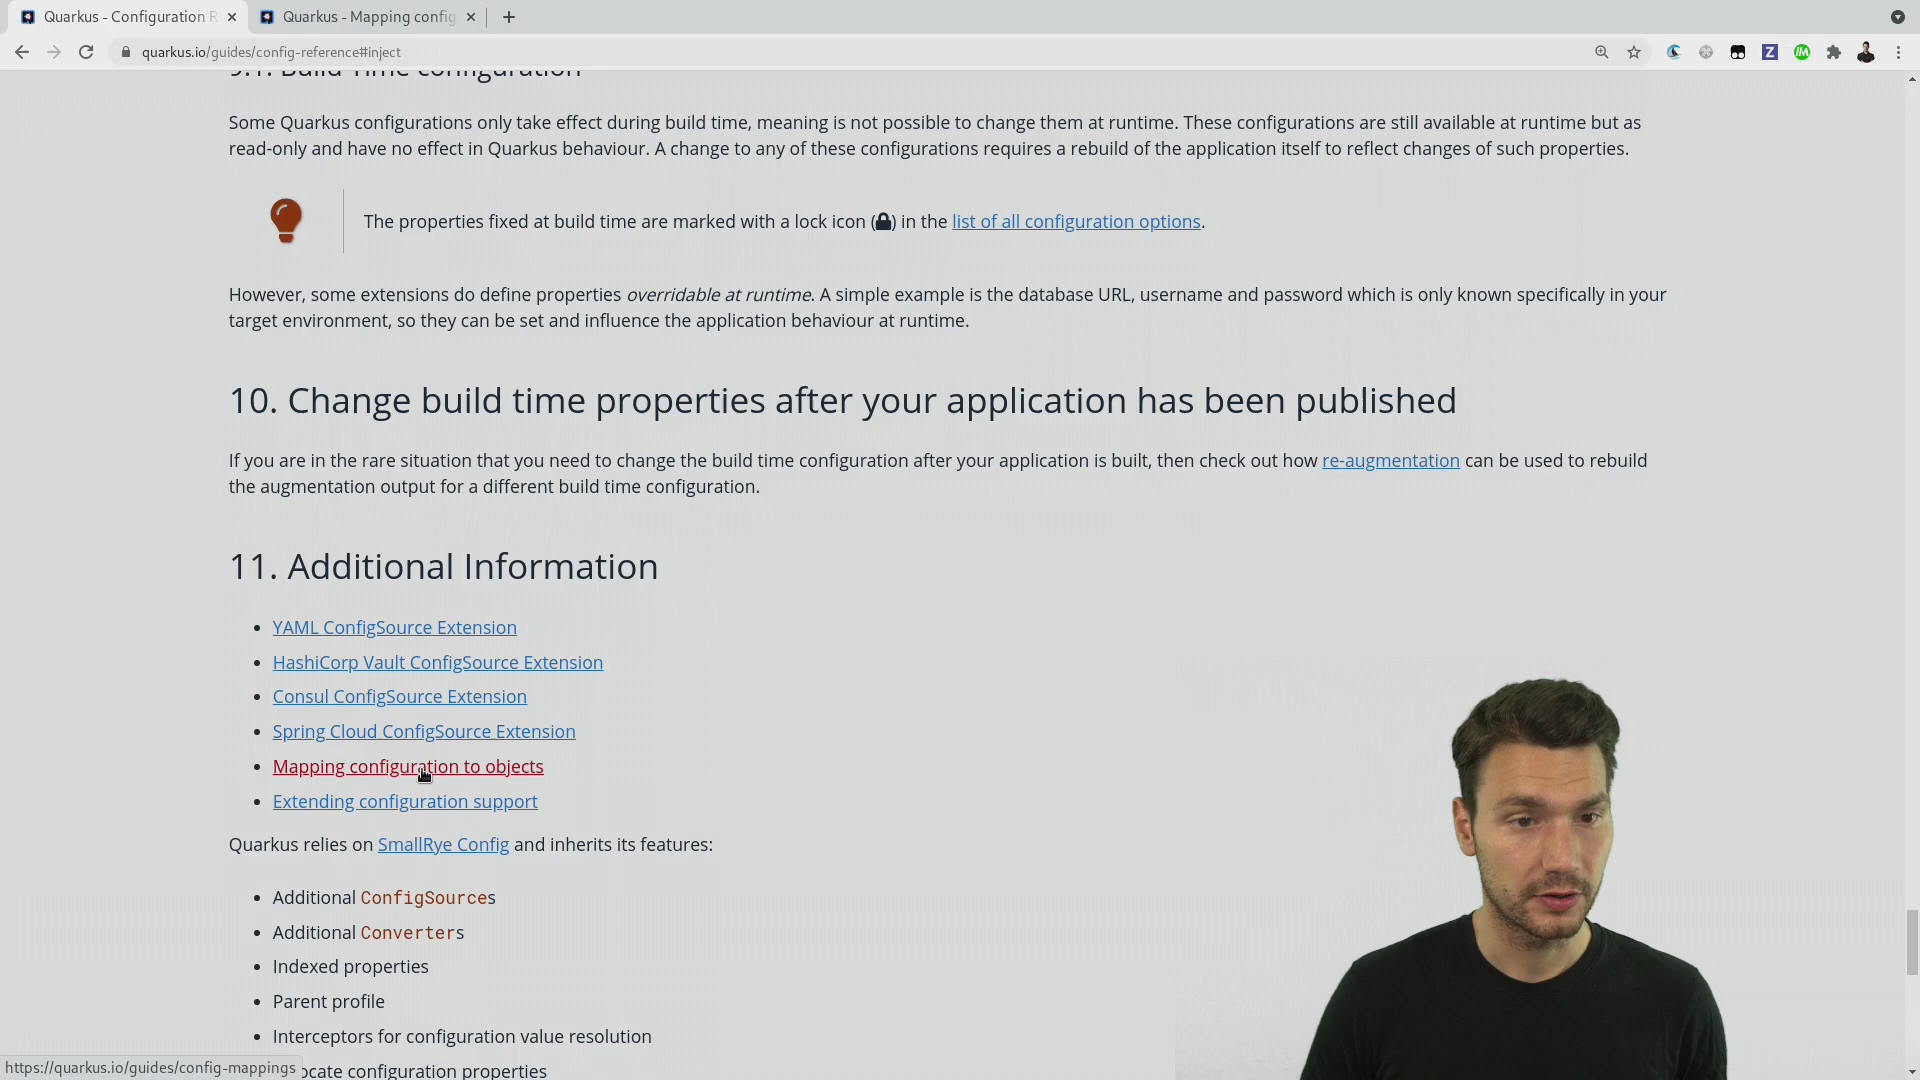 Quarkus - Configuration R
Quarkus - Mapping config
quarkus.io/guides/config-reference#inject
9.1. Build Time configuration
Some Quarkus configurations only take effect during build time, meaning is not possible to change them at runtime. These configurations are still available at runtime but as
read-only and have no effect in Quarkus behaviour. A change to any of these configurations requires a rebuild of the application itself to reflect changes of such properties.
The properties fixed at build time are marked with a lock icon () in the list of all configuration options.
However, some extensions do define properties overridable at runtime. A simple example is the database URL, username and password which is only known specifically in your
target environment, so they can be set and influence the application behaviour at runtime.
10. Change build time properties after your application has been published
If you are in the rare situation that you need to change the build time configuration after your application is built, then check out how re-augmentation can be used to rebuild
the augmentation output for a different build time configuration.
11. Additional Information
• YAML ConfigSource Extension
• HashiCorp Vault ConfigSource Extension
• Consul ConfigSource Extension
• Spring Cloud ConfigSource Extension
• Mapping configuration to objects
• Extending configuration support
Quarkus relies on SmallRye Config and inherits its features:
• Additional ConfigSources
• Additional Converters
• Indexed properties
• Parent profile
• Interceptors for configuration value resolution
ocate configuration properties
https://quarkus.io/guides/config-mappings